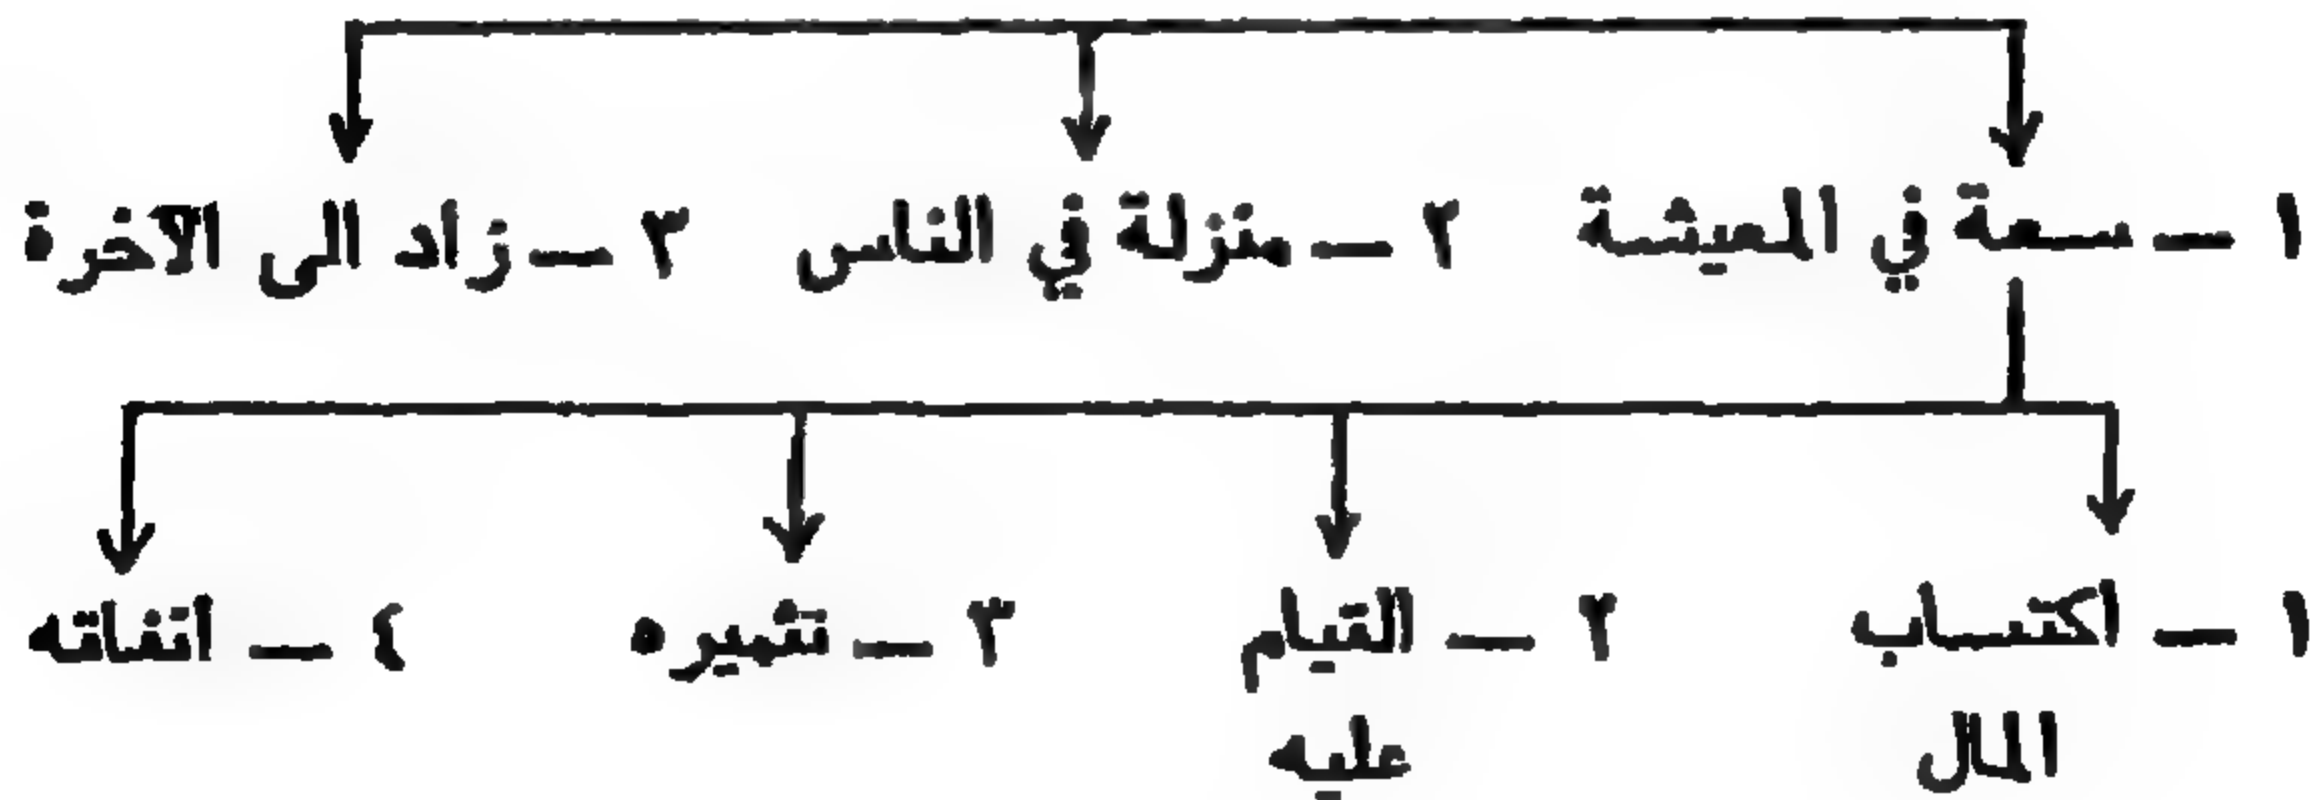 ١ — سعة في المعيشة ٢ — منزلة في الناس ٣ — زاد الى الآخرة
١ — اكتساب المال
٢ — القيام عليه
٣ — تثميره
٤ — انفاقه